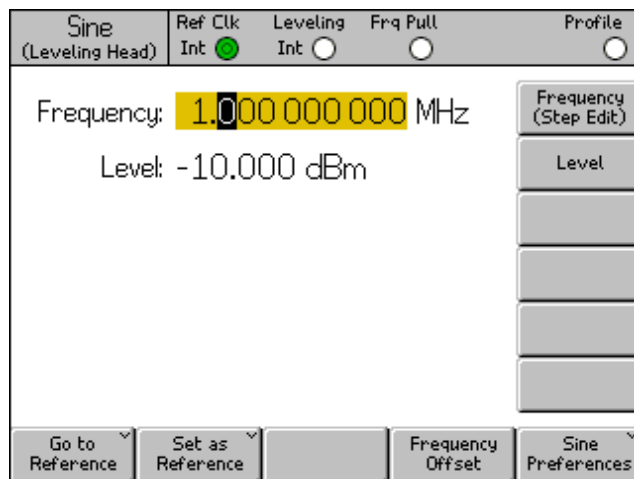 Sine
(Leveling Head)
Ref Clk
Int
Leveling
Int
Frq Pull
Profile
Frequency: 1.000 000 000 MHz
Level: -10.000 dBm
Frequency
(Step Edit)
Level
Go to
Reference
Set as
Reference
Frequency
Offset
Sine
Preferences